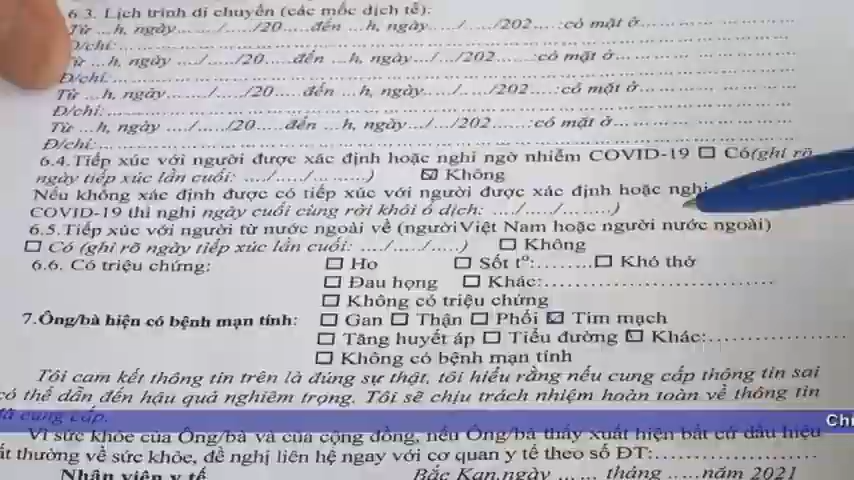 6.3. Lịch trình di chuyển (các mốc dịch tễ):
Từ ...h, ngày......../....../20.....đến ...h, ngày..../..../202....:có mặt ở....................
Đ/chỉ:...........................................................
Từ ...h, ngày ..../...../20.....đến ...h, ngày ..../..../202....:có mặt ở....................
Đ/chỉ:...........................................................
Từ ...h, ngày......../...../20.....đến ...h, ngày..../..../202....:có mặt ở....................
Đ/chỉ:...........................................................
Từ ...h, ngày ..../...../20.....đến ...h, ngày..../..../202....:có mặt ở....................
Đ/chỉ:...........................................................
6.4.Tiếp xúc với người được xác định hoặc nghi ngờ nhiễm COVID-19 ☐ Có(ghi rõ
ngày tiếp xúc lần cuối: ..../...../..........) ☒ Không
Nếu không xác định được có tiếp xúc với người được xác định hoặc nghi
COVID-19 thì nghi ngày cuối cùng rời khỏi ổ dịch: ..../...../..........)
6.5.Tiếp xúc với người từ nước ngoài về (người Việt Nam hoặc người nước ngoài)
☐ Có (ghi rõ ngày tiếp xúc lần cuối: ..../...../.....) ☐ Không
6.6. Có triệu chứng: ☐ Ho ☐ Sốt t°:........☐ Khó thở
☐ Đau họng ☐ Khác:..............................
☐ Không có triệu chứng
7.Ông/bà hiện có bệnh mạn tính: ☐ Gan ☐ Thận ☐ Phổi ☒ Tim mạch
☐ Tăng huyết áp ☐ Tiểu đường ☐ Khác:..............
☐ Không có bệnh mạn tính
Tôi cam kết thông tin trên là đúng sự thật, tôi hiểu rằng nếu cung cấp thông tin sai
có thể dẫn đến hậu quả nghiêm trọng. Tôi sẽ chịu trách nhiệm hoàn toàn về thông tin
đã cung cấp.
Chi
Vì sức khỏe của Ông/bà và của cộng đồng, nếu Ông/bà thấy xuất hiện bất cứ dấu hiệu
ất thường về sức khỏe, đề nghị liên hệ ngay với cơ quan y tế theo số ĐT:....................
Nhân viên y tế Bắc Kạn,ngày ...... tháng .....năm 2021